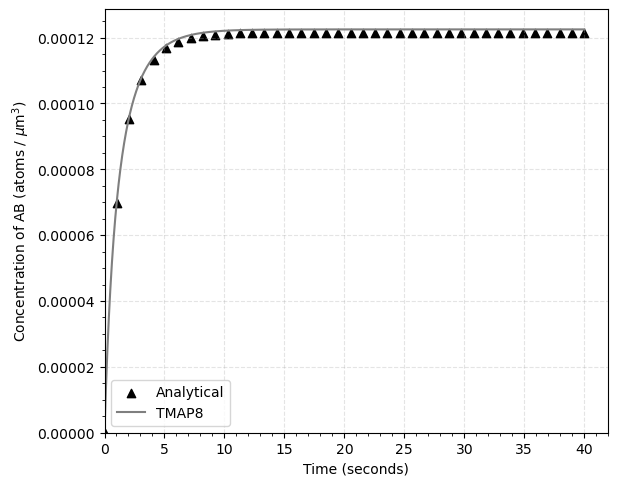 Concentration of AB (atoms / μm³)
0.00012
0.00010
0.00008
0.00006
0.00004
0.00002
0.00000
Analytical
TMAP8
0 5 10 15 20 25 30 35 40
Time (seconds)